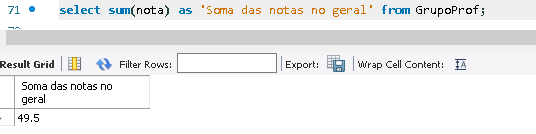 71 select sum(nota) as 'Soma das notas no geral' from GrupoProf;
Result Grid Filter Rows: Export: Wrap Cell Content: IA
Soma das notas no
geral
49.5